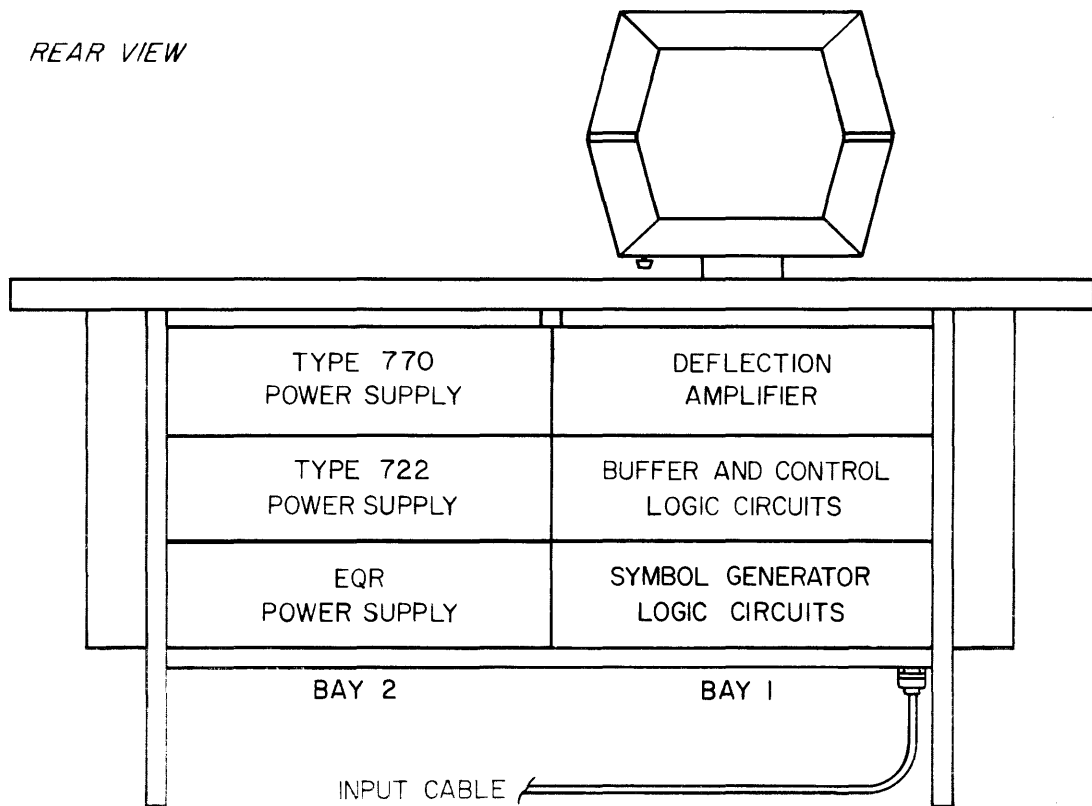 REAR VIEW
TYPE 770
POWER SUPPLY
DEFLECTION
AMPLIFIER
TYPE 722
POWER SUPPLY
BUFFER AND CONTROL
LOGIC CIRCUITS
EQR
POWER SUPPLY
SYMBOL GENERATOR
LOGIC CIRCUITS
BAY 2
BAY 1
INPUT CABLE